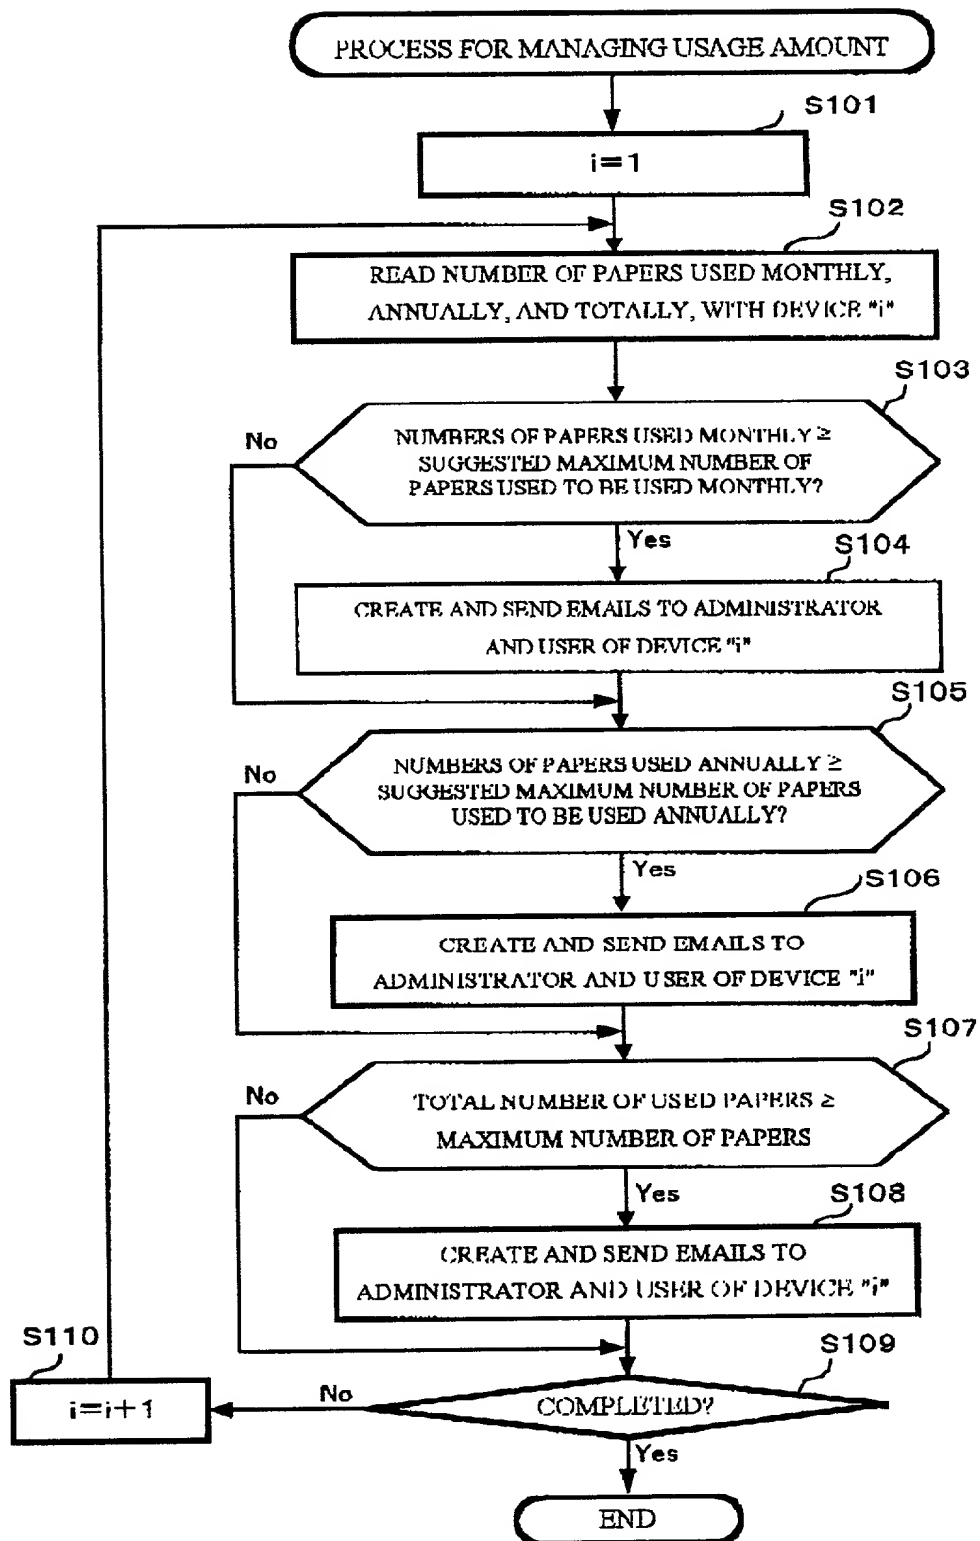 PROCESS FOR MANAGING USAGE AMOUNT
S101
i=1
S102
READ NUMBER OF PAPERS USED MONTHLY,
ANNUALLY, AND TOTALLY, WITH DEVICE "i"
S103
No
NUMBERS OF PAPERS USED MONTHLY ≥
SUGGESTED MAXIMUM NUMBER OF
PAPERS USED TO BE USED MONTHLY?
Yes
S104
CREATE AND SEND EMAILS TO ADMINISTRATOR
AND USER OF DEVICE "i"
S105
No
NUMBERS OF PAPERS USED ANNUALLY ≥
SUGGESTED MAXIMUM NUMBER OF PAPERS
USED TO BE USED ANNUALLY?
Yes
S106
CREATE AND SEND EMAILS TO
ADMINISTRATOR AND USER OF DEVICE "i"
S107
No
TOTAL NUMBER OF USED PAPERS ≥
MAXIMUM NUMBER OF PAPERS
Yes
S108
CREATE AND SEND EMAILS TO
ADMINISTRATOR AND USER OF DEVICE "i"
S110
S109
i=i+1
No
COMPLETED?
Yes
END